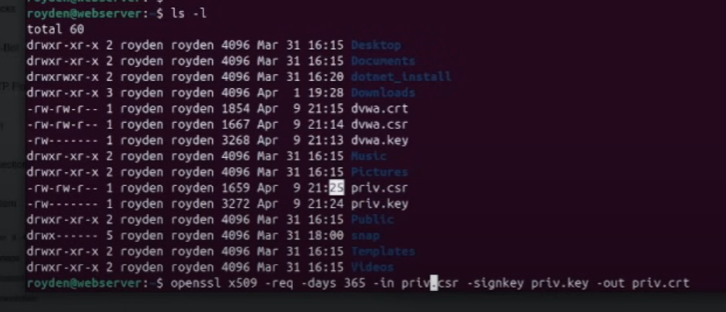 royden@webserver:~$ ls -l
total 60
drwxr-xr-x 2 royden royden 4096 Mar 31 16:15 Desktop
drwxr-xr-x 2 royden royden 4096 Mar 31 16:15 Documents
drwxrwxr-x 2 royden royden 4096 Mar 31 16:20 dotnet_install
drwxr-xr-x 3 royden royden 4096 Apr  1 19:28 Downloads
-rw-rw-r-- 1 royden royden 1854 Apr  9 21:15 dvwa.crt
-rw-rw-r-- 1 royden royden 1667 Apr  9 21:14 dvwa.csr
-rw------- 1 royden royden 3268 Apr  9 21:13 dvwa.key
drwxr-xr-x 2 royden royden 4096 Mar 31 16:15 Music
drwxr-xr-x 2 royden royden 4096 Mar 31 16:15 Pictures
-rw-rw-r-- 1 royden royden 1659 Apr  9 21:25 priv.csr
-rw------- 1 royden royden 3272 Apr  9 21:24 priv.key
drwxr-xr-x 2 royden royden 4096 Mar 31 16:15 Public
drwx------ 5 royden royden 4096 Mar 31 18:00 snap
drwxr-xr-x 2 royden royden 4096 Mar 31 16:15 Templates
drwxr-xr-x 2 royden royden 4096 Mar 31 16:15 Videos
royden@webserver:~$ openssl x509 -req -days 365 -in priv.csr -signkey priv.key -out priv.crt